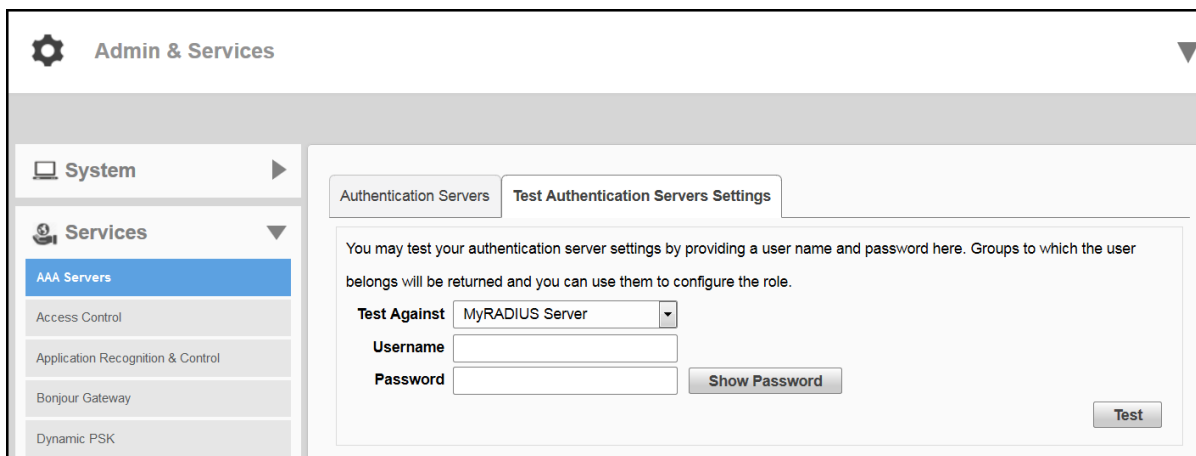 Admin & Services
System
Services
AAA Servers
Access Control
Application Recognition & Control
Bonjour Gateway
Dynamic PSK
Authentication Servers
Test Authentication Servers Settings
You may test your authentication server settings by providing a user name and password here. Groups to which the user
belongs will be returned and you can use them to configure the role.
Test Against MyRADIUS Server
Username
Password Show Password
Test